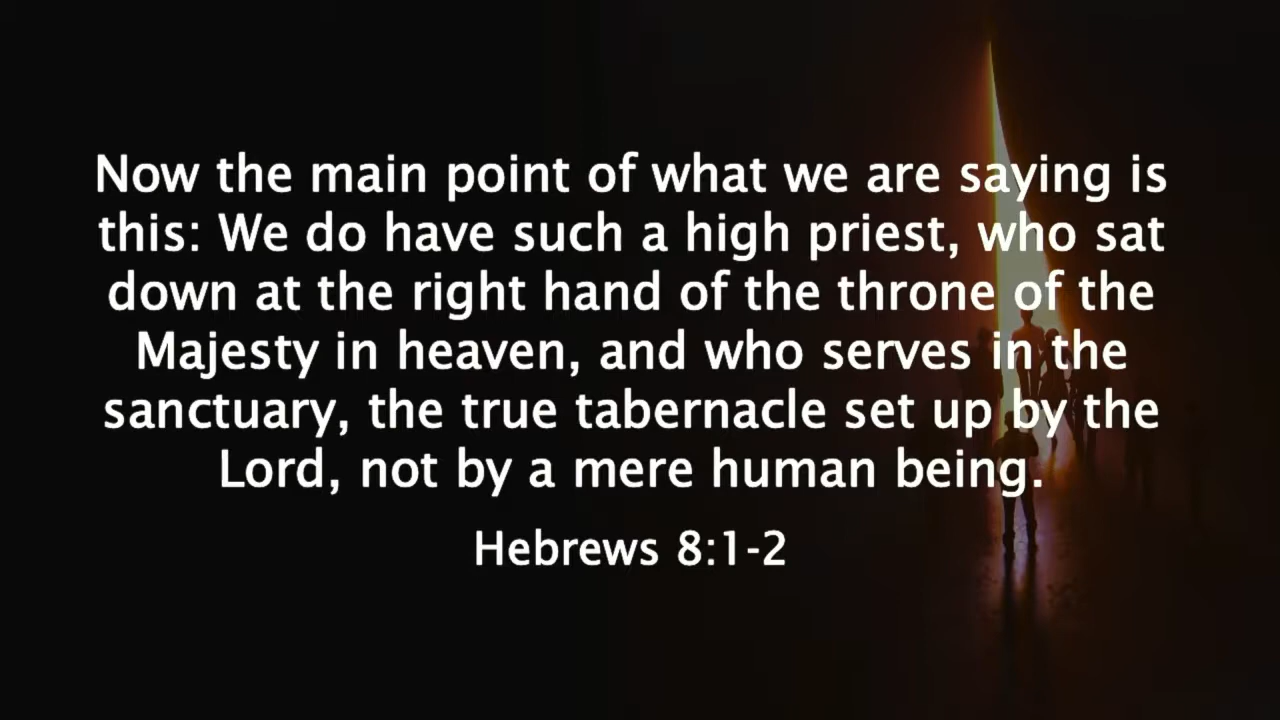 Now the main point of what we are saying is
this: We do have such a high priest, who sat
down at the right hand of the throne of the
Majesty in heaven, and who serves in the
sanctuary, the true tabernacle set up by the
Lord, not by a mere human being.
Hebrews 8:1-2